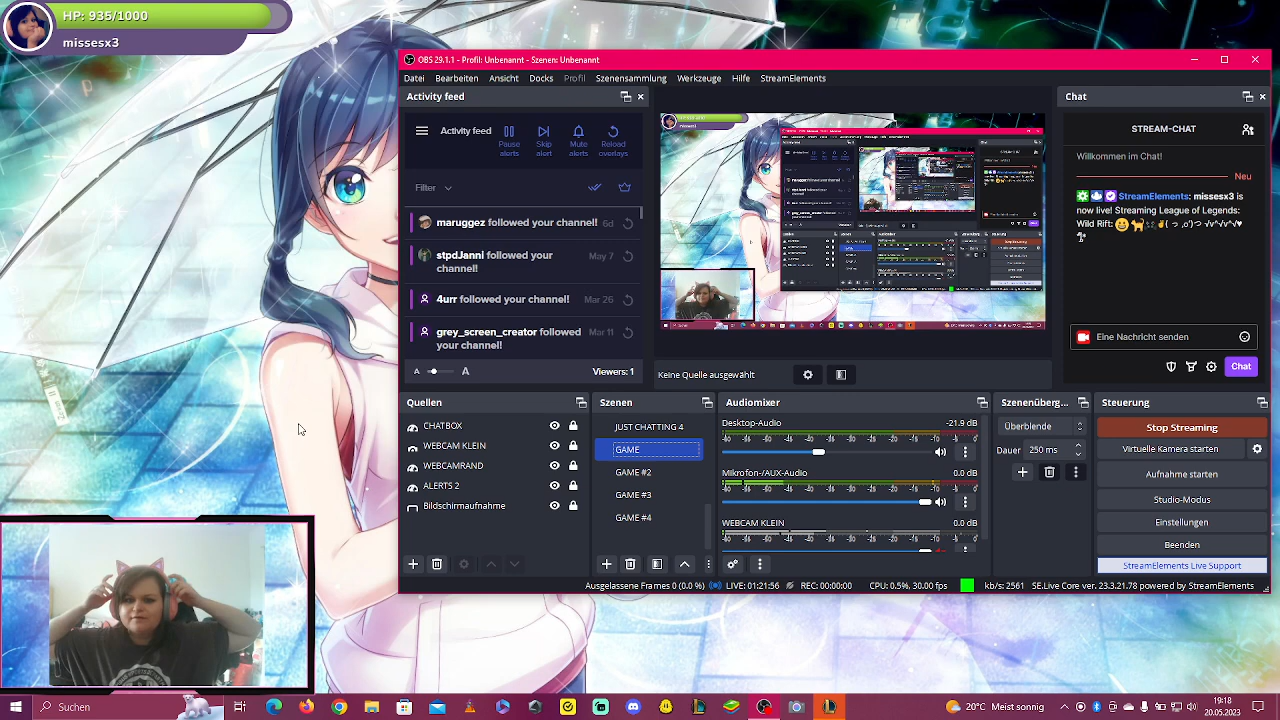 HP: 935/1000
missesx3
OBS 29.1.1 - Profil: Unbenannt - Szenen: Unbenannt
Datei Bearbeiten Ansicht Docks Profil Szenensammlung Werkzeuge Hilfe StreamElements
Activity feed
Activity feed
Pause alerts
Skip alert
Mute alerts
Reload overlays
Filter
maruggez followed your channel! 6d
stpdJanni followed your May 7
channel!
iurr followed your channel! Mar 26
grey_screen_creator followed Mar 11
your channel!
A A Viewers: 1
Keine Quelle ausgewählt
Chat
STREAM-CHAT
Willkommen im Chat!
Neu
StreamElements: missesx3 is
now live! Streaming League of Legends:
Wild Rift:
Eine Nachricht senden
Chat
Quellen
CHATBOX
WEBCAM KLEIN
WEBCAMRAND
ALERTS 2
Bildschirmaufnahme
Szenen
JUST CHATTING 4
GAME
GAME #2
GAME #3
GAME #4
Audiomixer
Desktop-Audio -21.9 dB
Mikrofon-/AUX-Audio 0.0 dB
WEBCAM KLEIN 0.0 dB
Szenenüberg...
Überblende
Dauer 250 ms
Steuerung
Stop Streaming
rtuelle Kamera starten
Aufnahme starten
Studio-Modus
Einstellungen
Beenden
StreamElements Live Support
Ausgelassene Frames 0 (0.0 %) LIVE: 01:21:56 REC: 00:00:00 CPU: 0.5%, 30.00 fps kb/s: 2561 SE.Live Core ver. 23.3.21.78 powered by StreamElements
Suchen
20°C Meist sonnig
19:18
20.05.2023